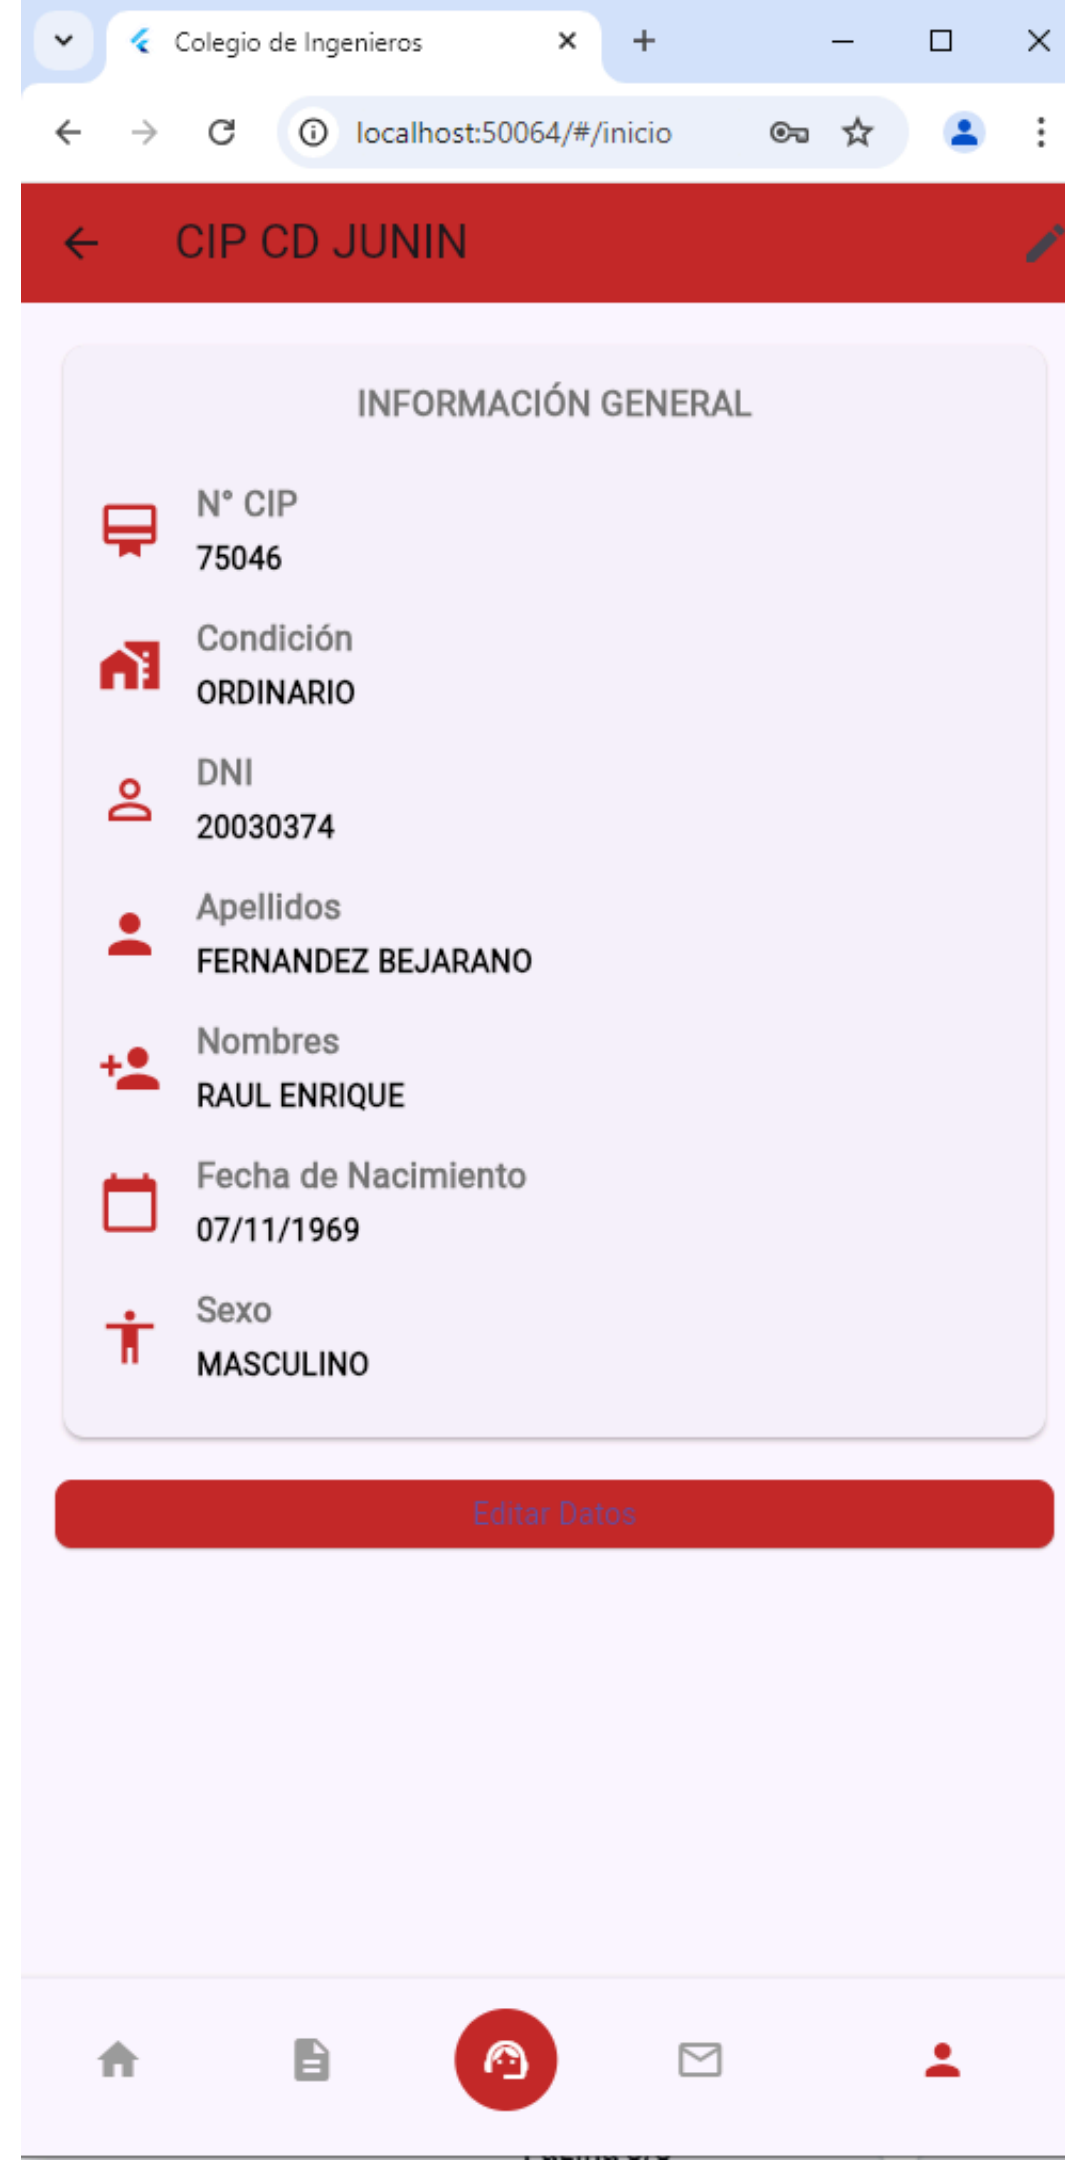 Colegio de Ingenieros
localhost:50064/#/inicio
CIP CD JUNIN
INFORMACIÓN GENERAL
N° CIP
75046
Condición
ORDINARIO
DNI
20030374
Apellidos
FERNANDEZ BEJARANO
Nombres
RAUL ENRIQUE
Fecha de Nacimiento
07/11/1969
Sexo
MASCULINO
Editar Datos